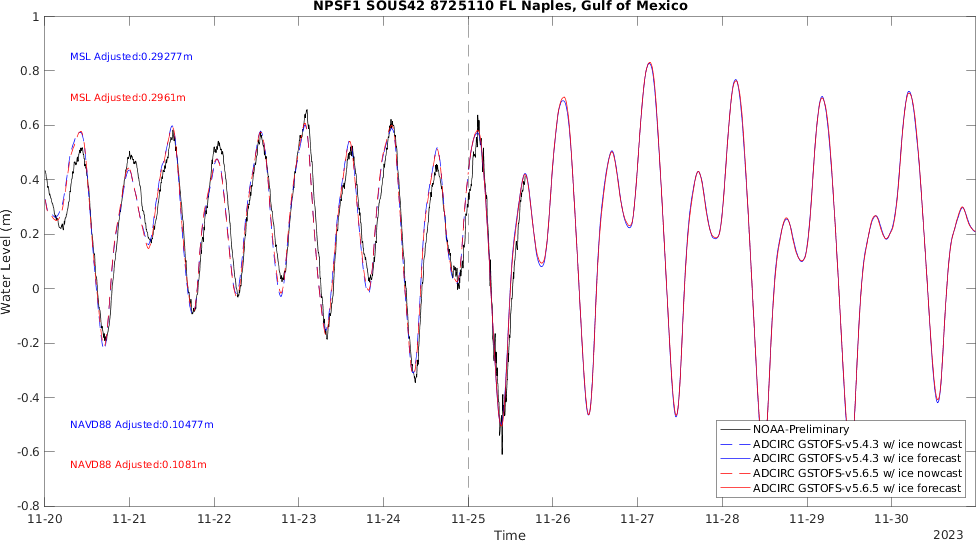 NPSF1 SOUS42 8725110 FL Naples, Gulf of Mexico
1
0.8
0.6
0.4
0.2
0
-0.2
-0.4
-0.6
-0.8
Water Level (m)
MSL Adjusted:0.29277m
MSL Adjusted:0.2961m
NAVD88 Adjusted:0.10477m
NAVD88 Adjusted:0.1081m
NOAA-Preliminary
ADCIRC GSTOFS-v5.4.3 w/ ice nowcast
ADCIRC GSTOFS-v5.4.3 w/ ice forecast
ADCIRC GSTOFS-v5.6.5 w/ ice nowcast
ADCIRC GSTOFS-v5.6.5 w/ ice forecast
11-20 11-21 11-22 11-23 11-24 11-25 11-26 11-27 11-28 11-29 11-30
Time
2023